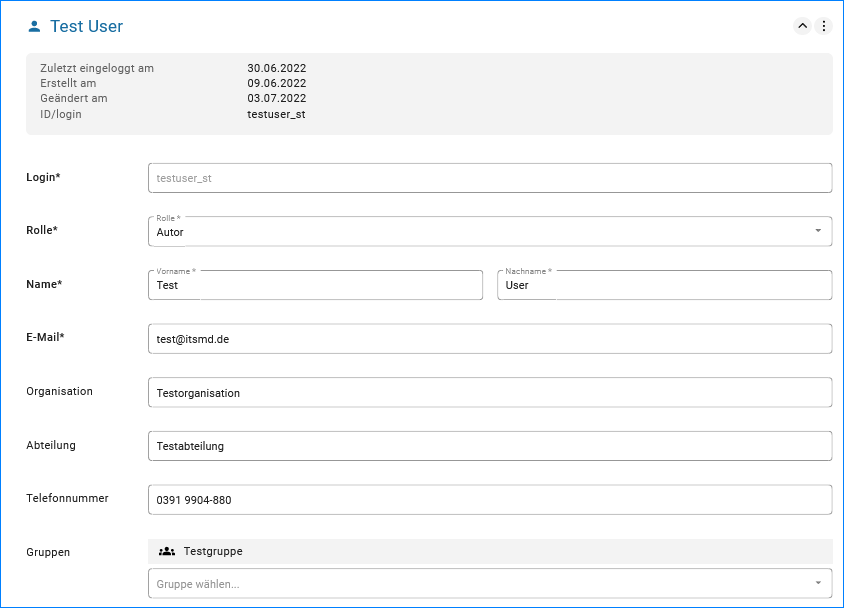 Test User
Zuletzt eingeloggt am 30.06.2022
Erstellt am 09.06.2022
Geändert am 03.07.2022
ID/login testuser_st
Login* testuser_st
Rolle *
Rolle* Autor
Vorname * Nachname *
Name* Test User
E-Mail* test@itsmd.de
Organisation Testorganisation
Abteilung Testabteilung
Telefonnummer 0391 9904-880
Gruppen Testgruppe
Gruppe wählen...